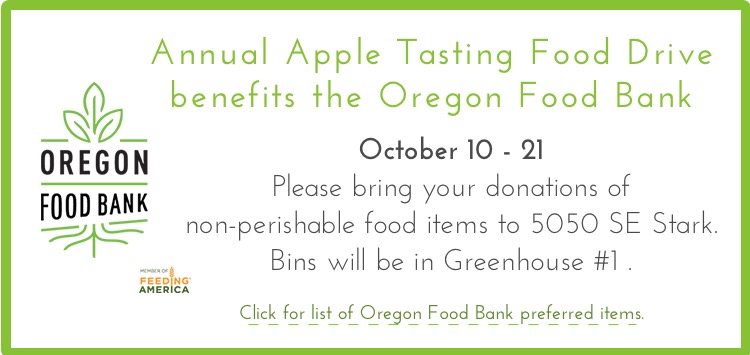 Annual Apple Tasting Food Drive
benefits the Oregon Food Bank
OREGON
FOOD BANK
October 10 - 21
Please bring your donations of
non-perishable food items to 5050 SE Stark.
Bins will be in Greenhouse #1 .
MEMBER OF
FEEDING
AMERICA
Click for list of Oregon Food Bank preferred items.